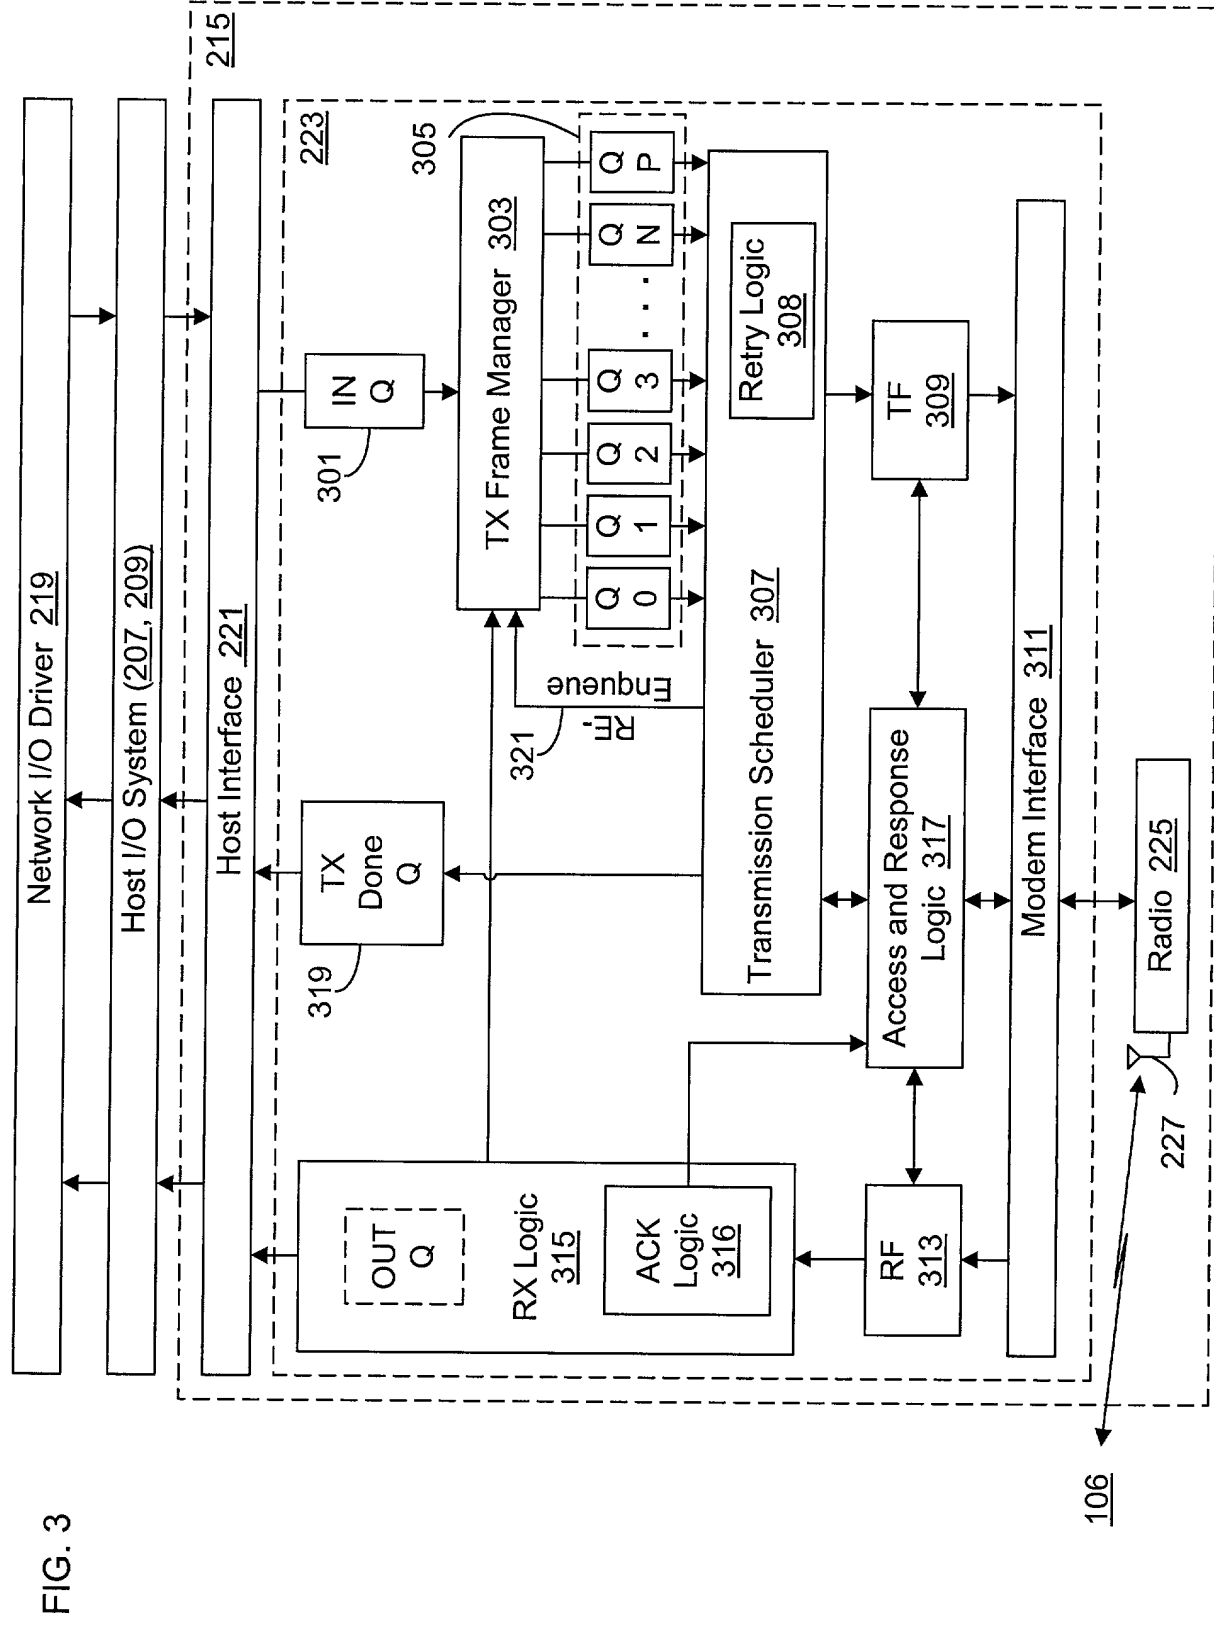 FIG. 3
Network I/O Driver 219
Host I/O System (207, 209)
215
Host Interface 221
223
OUT
Q
RX Logic
315
ACK
Logic
316
319
TX
Done
Q
301
IN
Q
TX Frame Manager 303
305
321
RE-
Enqueue
Q
0
Q
1
Q
2
Q
3
. . .
Q
N
Q
P
Transmission Scheduler 307
Retry Logic
308
RF
313
Access and Response
Logic 317
TF
309
Modem Interface 311
106
227
Radio 225